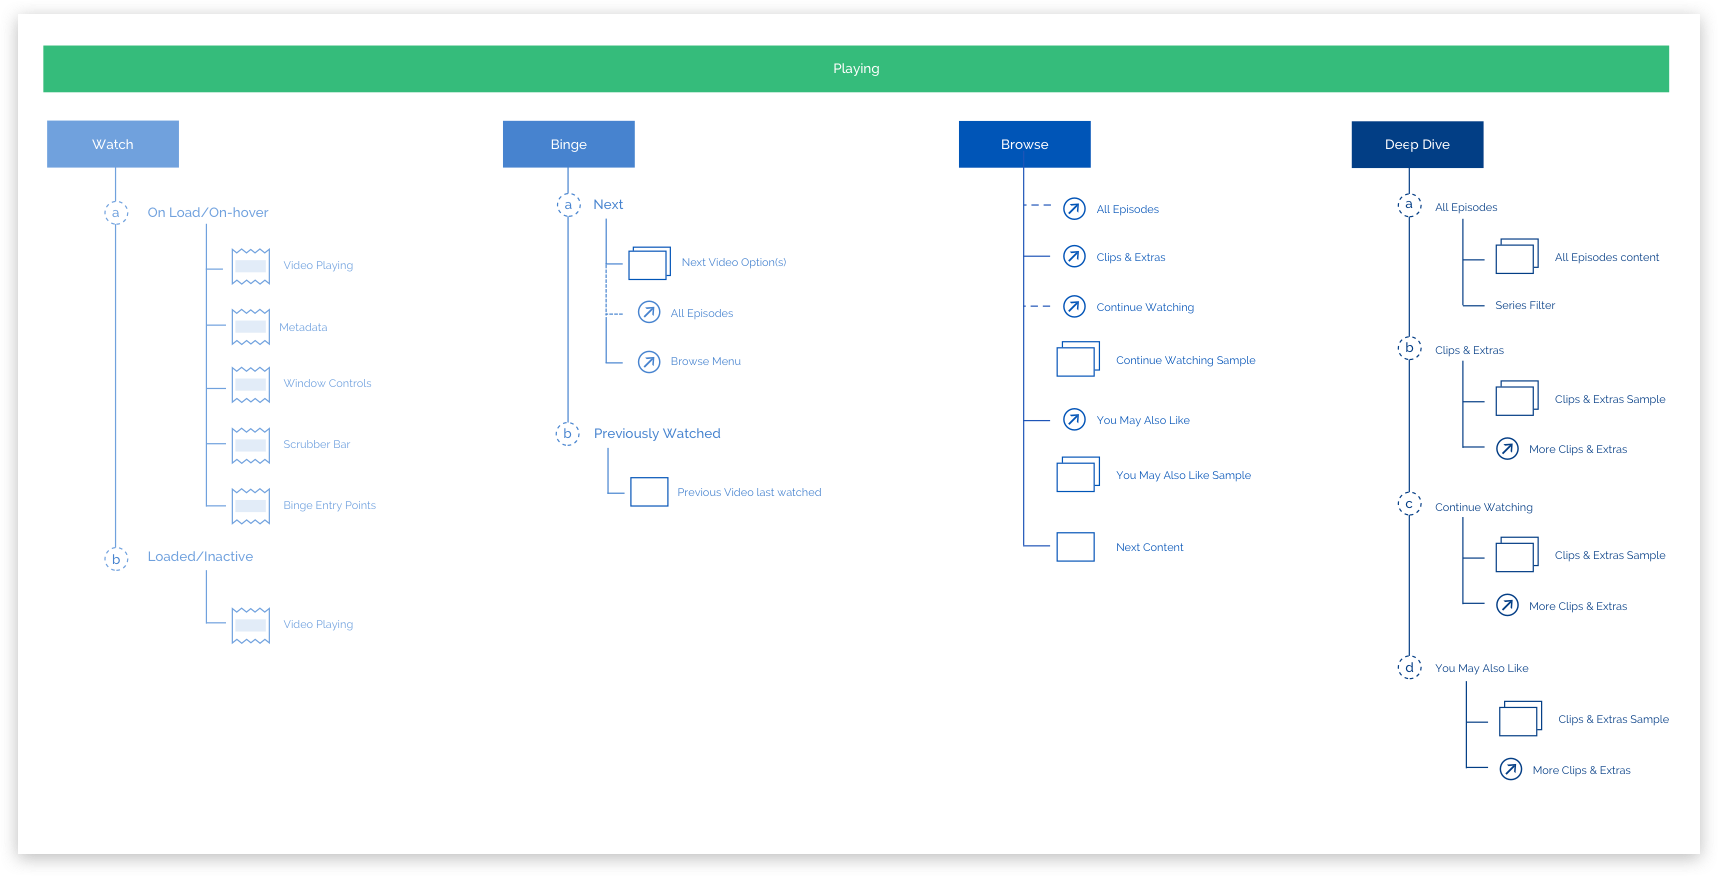 Playing
Watch
a
On Load/On-hover
Video Playing
Metadata
Window Controls
Scrubber Bar
Binge Entry Points
b
Loaded/Inactive
Video Playing
Binge
a
Next
Next Video Option(s)
All Episodes
Browse Menu
b
Previously Watched
Previous Video last watched
Browse
All Episodes
Clips & Extras
Continue Watching
Continue Watching Sample
You May Also Like
You May Also Like Sample
Next Content
Deep Dive
a
All Episodes
All Episodes content
Series Filter
b
Clips & Extras
Clips & Extras Sample
More Clips & Extras
c
Continue Watching
Clips & Extras Sample
More Clips & Extras
d
You May Also Like
Clips & Extras Sample
More Clips & Extras